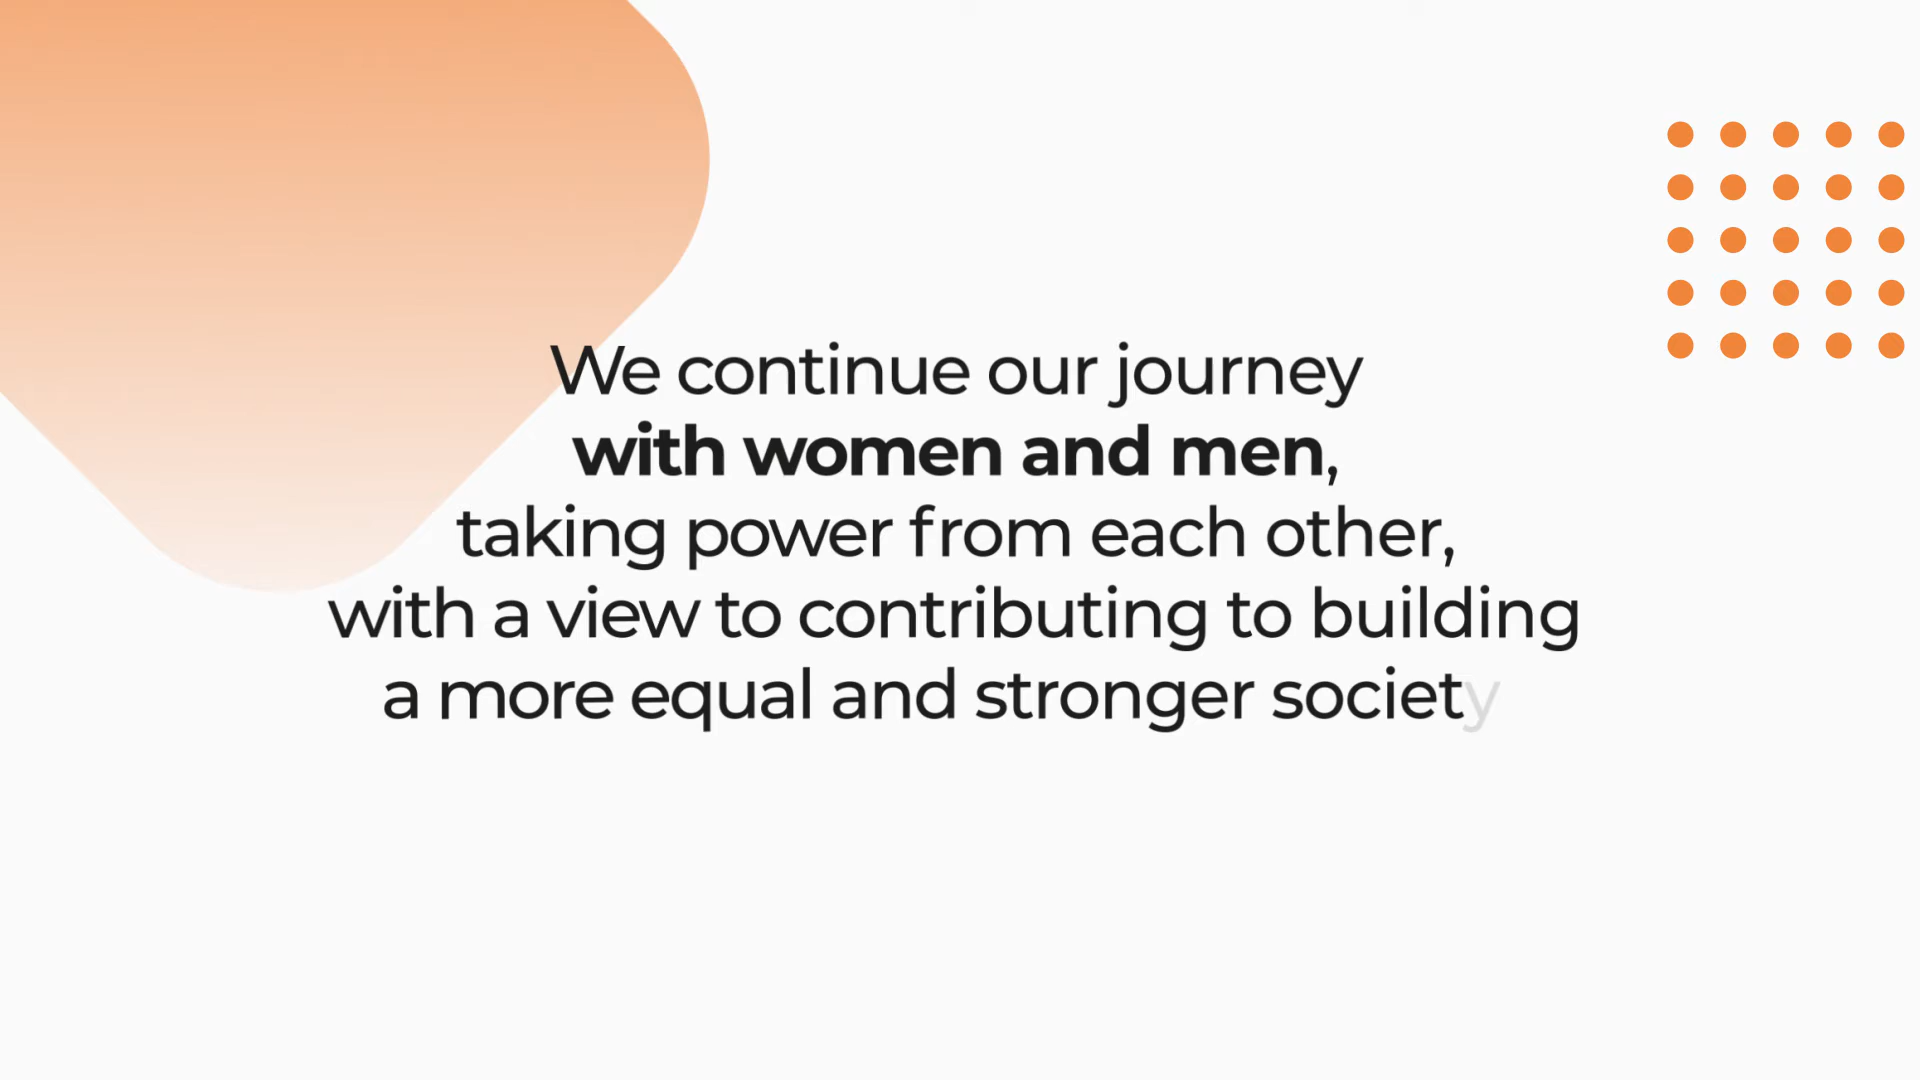 We continue our journey
with women and men,
taking power from each other,
with a view to contributing to building
a more equal and stronger society